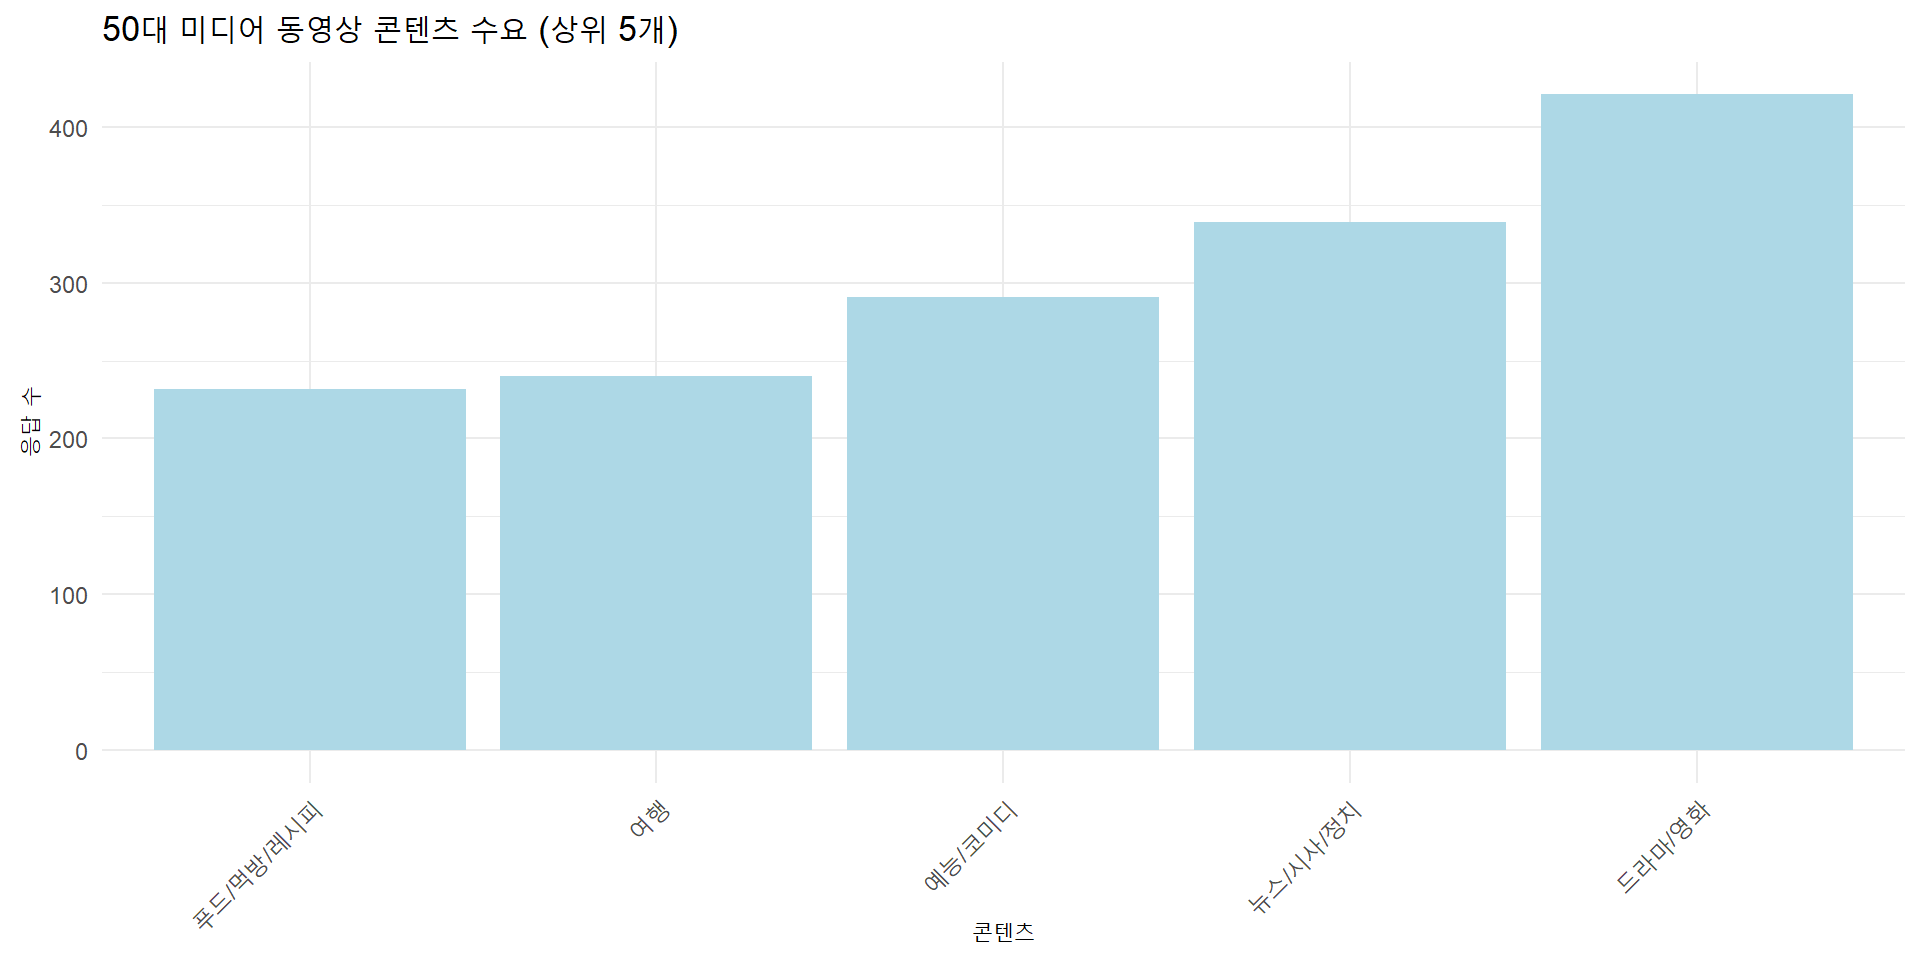 50대 미디어 동영상 콘텐츠 수요 (상위 5개)
응답 수
400
300
200
100
0
푸드/먹방/레시피
여행
예능/코미디
뉴스/시사/정치
드라마/영화
콘텐츠